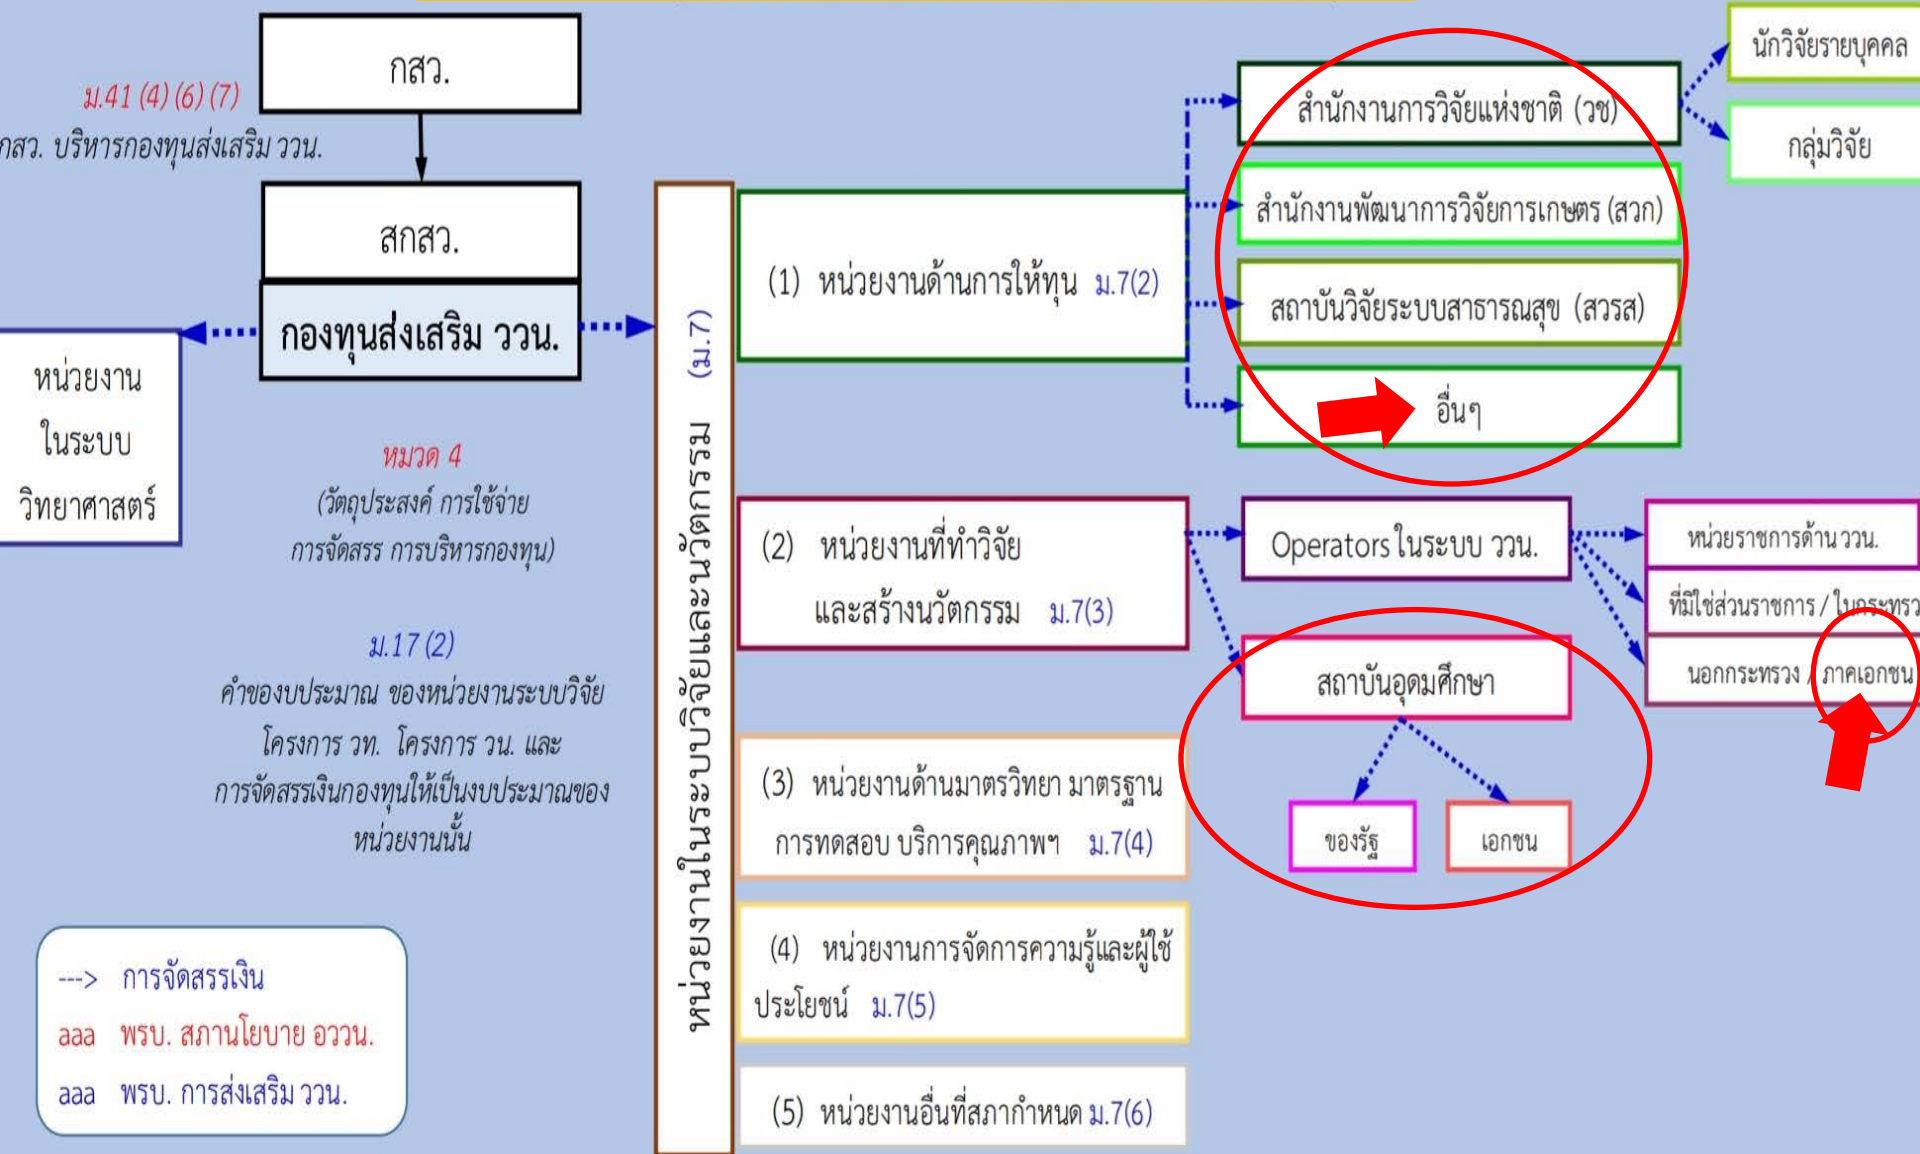 กสว.
ม.41 (4) (6) (7)
กสว. บริหารกองทุนส่งเสริม ววน.
สกสว.
กองทุนส่งเสริม ววน.
หน่วยงาน
ในระบบ
วิทยาศาสตร์
หมวด 4
(วัตถุประสงค์ การใช้จ่าย
การจัดสรร การบริหารกองทุน)
ม.17 (2)
คำของบประมาณ ของหน่วยงานระบบวิจัย
โครงการ วท. โครงการ วน. และ
การจัดสรรเงินกองทุนให้เป็นงบประมาณของ
หน่วยงานนั้น
---> การจัดสรรเงิน
aaa พรบ. สภานโยบาย อววน.
aaa พรบ. การส่งเสริม ววน.
หน่วยงานในระบบวิจัยและนวัตกรรม (ม.7)
(1) หน่วยงานด้านการให้ทุน ม.7(2)
สำนักงานการวิจัยแห่งชาติ (วช)
สำนักงานพัฒนาการวิจัยการเกษตร (สวก)
สถาบันวิจัยระบบสาธารณสุข (สวรส)
อื่นๆ
นักวิจัยรายบุคคล
กลุ่มวิจัย
(2) หน่วยงานที่ทำวิจัย
และสร้างนวัตกรรม ม.7(3)
Operators ในระบบ ววน.
หน่วยราชการด้าน ววน.
ที่มิใช่ส่วนราชการ / ในกระทรว
นอกกระทรวง / ภาคเอกชน
สถาบันอุดมศึกษา
ของรัฐ
เอกชน
(3) หน่วยงานด้านมาตรวิทยา มาตรฐาน
การทดสอบ บริการคุณภาพฯ ม.7(4)
(4) หน่วยงานการจัดการความรู้และผู้ใช้
ประโยชน์ ม.7(5)
(5) หน่วยงานอื่นที่สภากำหนด ม.7(6)